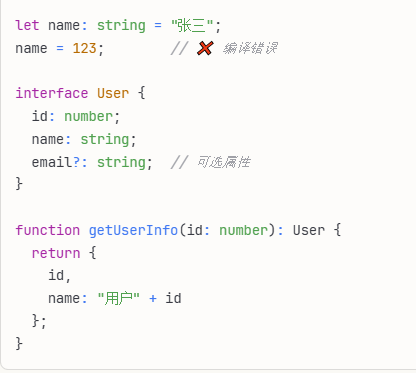 let name: string = "张三";
name = 123;        // ❌ 编译错误
interface User {
  id: number;
  name: string;
  email?: string;  // 可选属性
}
function getUserInfo(id: number): User {
  return {
    id,
    name: "用户" + id
  };
}